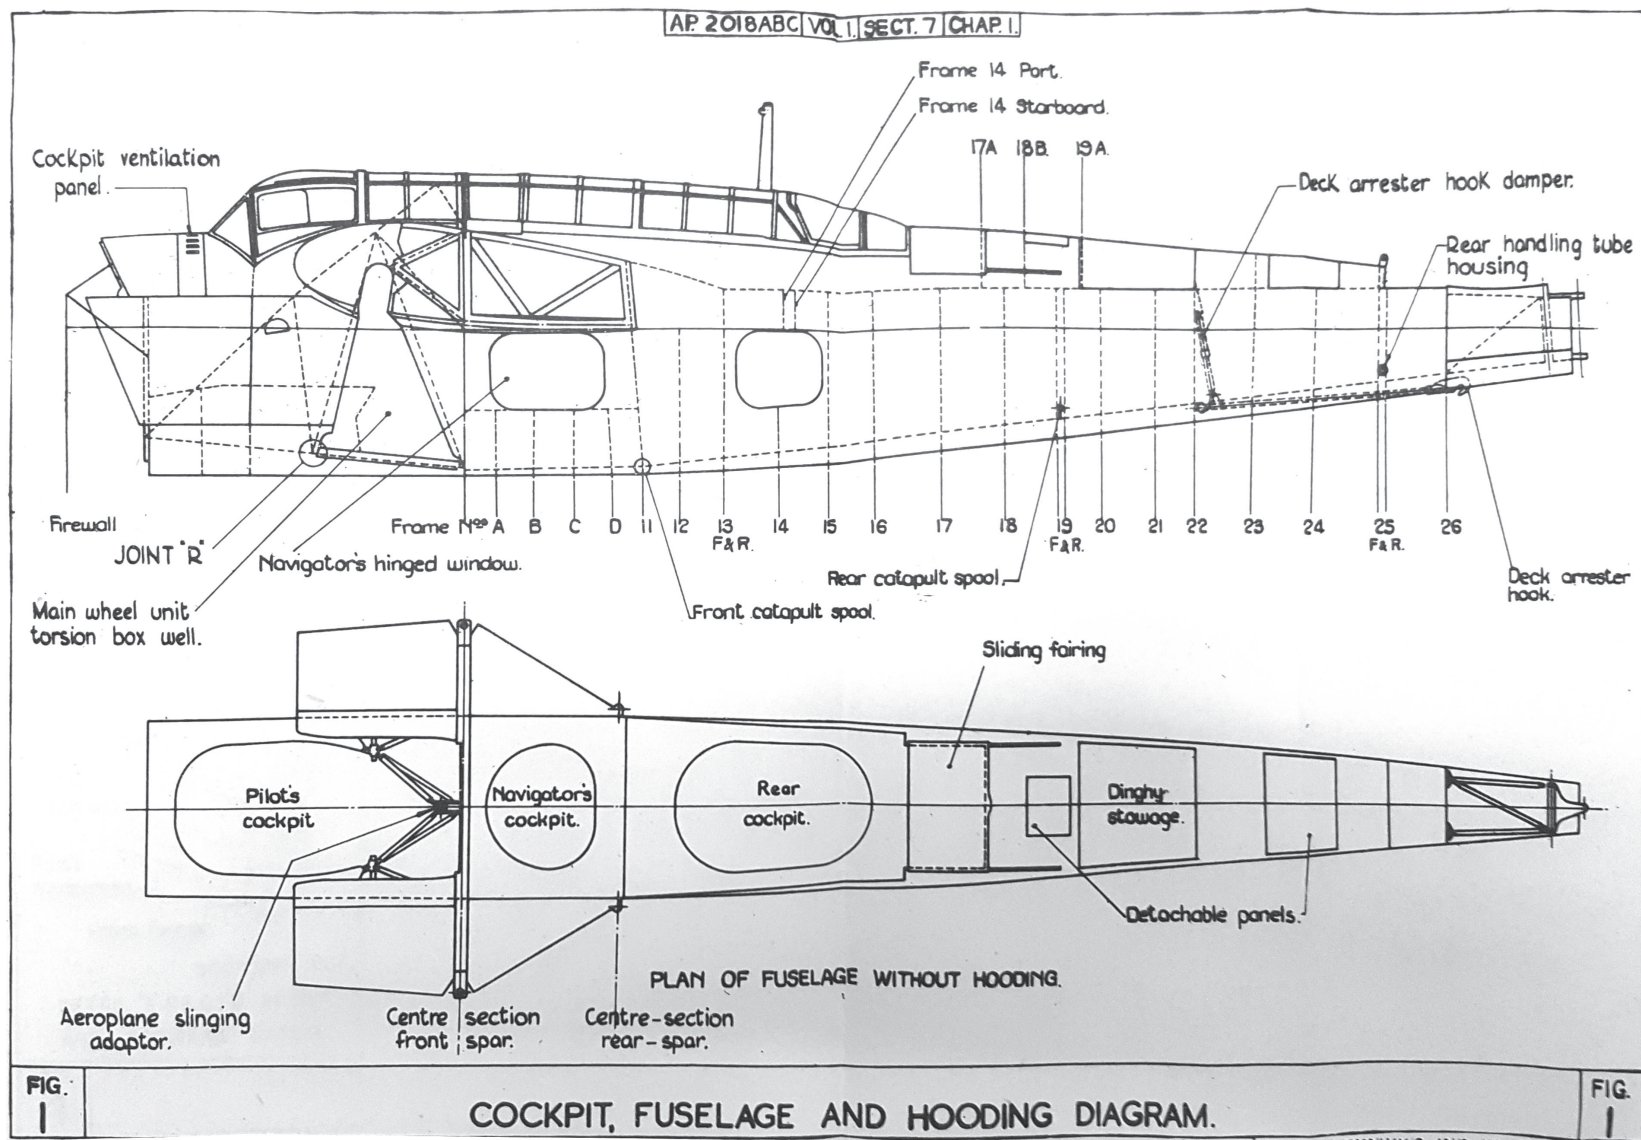 A.P. 2018ABC VOL 1. SECT. 7 CHAP. 1.
Frame 14 Port.
Frame 14 Starboard.
17A 18B. 19A.
Cockpit ventilation
panel.
Deck arrester hook damper.
Rear handling tube
housing
Firewall
JOINT "R"
Frame Nos A B C D 11 12 13 14 15 16 17 18 19 20 21 22 23 24 25 26
F & R. F & R. F & R.
Navigator's hinged window.
Rear catapult spool.
Deck arrester
hook.
Main wheel unit
torsion box well.
Front catapult spool.
Sliding fairing
Pilot's
cockpit
Navigator's
cockpit.
Rear
cockpit.
Dinghy
stowage.
Detachable panels.
PLAN OF FUSELAGE WITHOUT HOODING.
Aeroplane slinging
adaptor.
Centre section
front spar.
Centre-section
rear-spar.
FIG.
1
COCKPIT, FUSELAGE AND HOODING DIAGRAM.
FIG.
1